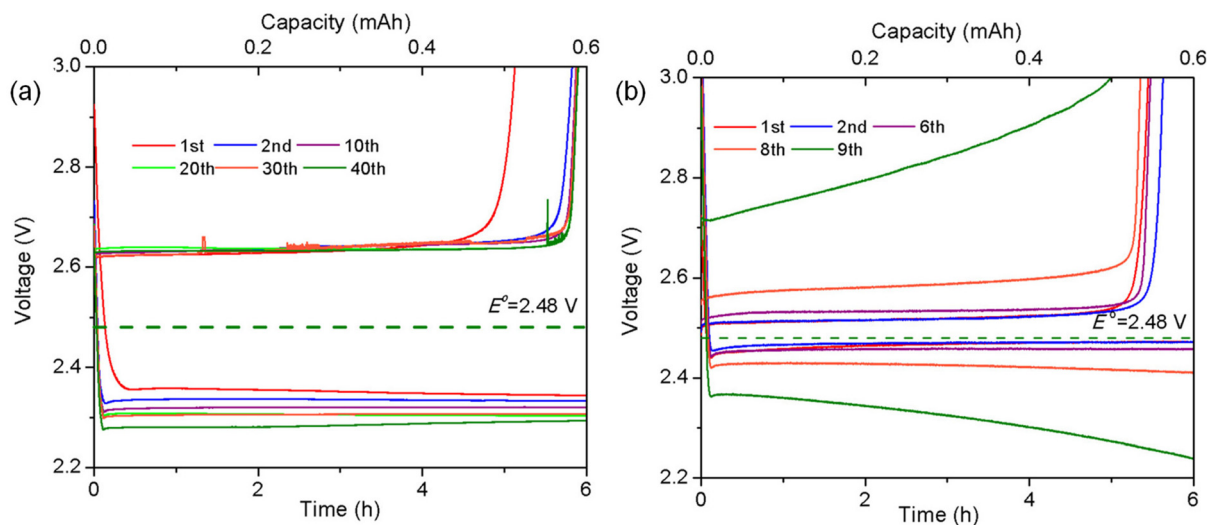 (a)
Capacity (mAh)
0.0 0.2 0.4 0.6
3.0
2.8
2.6
2.4
2.2
Voltage (V)
1st 2nd 10th
20th 30th 40th
E°=2.48 V
0 2 4 6
Time (h)
(b)
Capacity (mAh)
0.0 0.2 0.4 0.6
3.0
2.8
2.6
2.4
2.2
Voltage (V)
1st 2nd 6th
8th 9th
E°=2.48 V
0 2 4 6
Time (h)